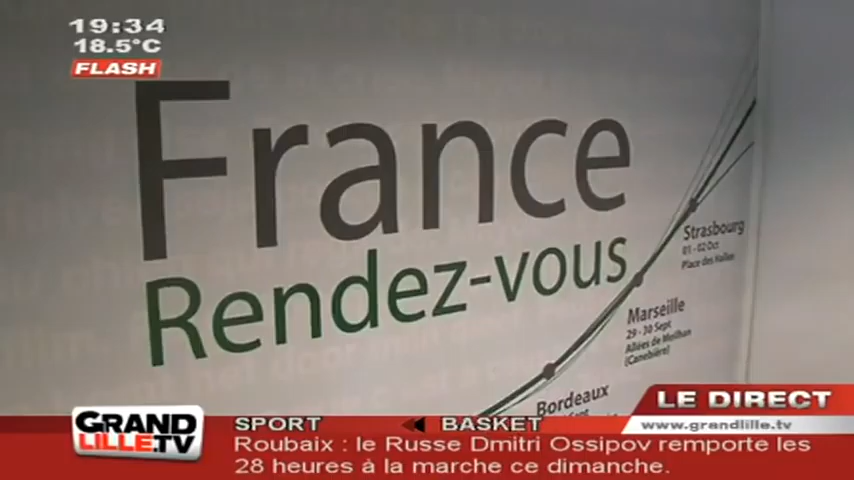 19:34
18.5°C
FLASH
France
Rendez-vous
Strasbourg
01 - 02 Oct
Place des Halles
Marseille
29 - 30 Sept
Allées de Meilhan
(Canebière)
Bordeaux
LE DIRECT
www.grandlille.tv
GRAND
LILLE.TV
SPORT BASKET
Roubaix : le Russe Dmitri Ossipov remporte les
28 heures à la marche ce dimanche.